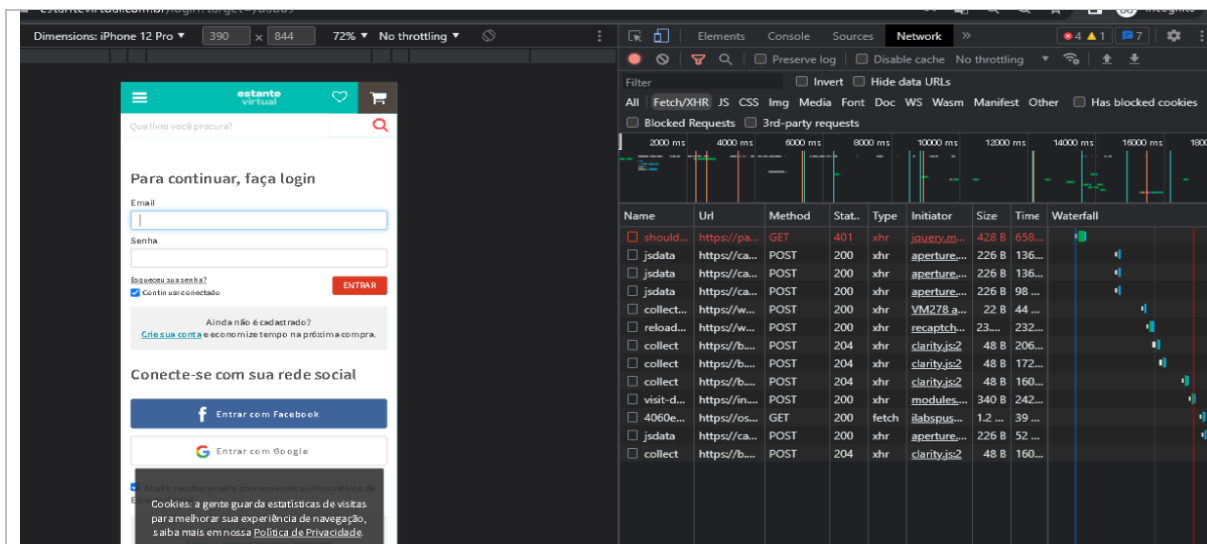 Dimensions: iPhone 12 Pro ▼ 390 × 844 72% ▼ No throttling ▼
Elements Console Sources Network » 4 1 7
Preserve log Disable cache No throttling ▼
Filter Invert Hide data URLs
All Fetch/XHR JS CSS Img Media Font Doc WS Wasm Manifest Other Has blocked cookies
Blocked Requests 3rd-party requests
2000 ms 4000 ms 6000 ms 8000 ms 10000 ms 12000 ms 14000 ms 16000 ms
estante
virtual
Que livro você procura?
Para continuar, faça login
Email
Senha
Esqueceu sua senha?
Continuar conectado
ENTRAR
Ainda não é cadastrado?
Crie sua conta e economize tempo na próxima compra.
Conecte-se com sua rede social
Entrar com Facebook
Entrar com Google
Aceito receber emails promocionais e informativos da
Cookies: a gente guarda estatísticas de visitas
para melhorar sua experiência de navegação,
saiba mais em nossa Política de Privacidade.
Name Url Method Stat.. Type Initiator Size Time Waterfall
should... https://pa... GET 401 xhr jquery.m... 428 B 658...
jsdata https://ca... POST 200 xhr aperture.... 226 B 136...
jsdata https://ca... POST 200 xhr aperture.... 226 B 136...
jsdata https://ca... POST 200 xhr aperture.... 226 B 98 ...
collect... https://w... POST 200 xhr VM278 a... 22 B 44 ...
reload... https://w... POST 200 xhr recaptch... 23.... 232...
collect https://b.... POST 204 xhr clarity.js:2 48 B 206...
collect https://b.... POST 204 xhr clarity.js:2 48 B 172...
collect https://b.... POST 204 xhr clarity.js:2 48 B 160...
visit-d... https://in.... POST 200 xhr modules.... 340 B 242...
4060e... https://os... GET 200 fetch ilabspus... 1.2 ... 39 ...
jsdata https://ca... POST 200 xhr aperture.... 226 B 52 ...
collect https://b.... POST 204 xhr clarity.js:2 48 B 160...